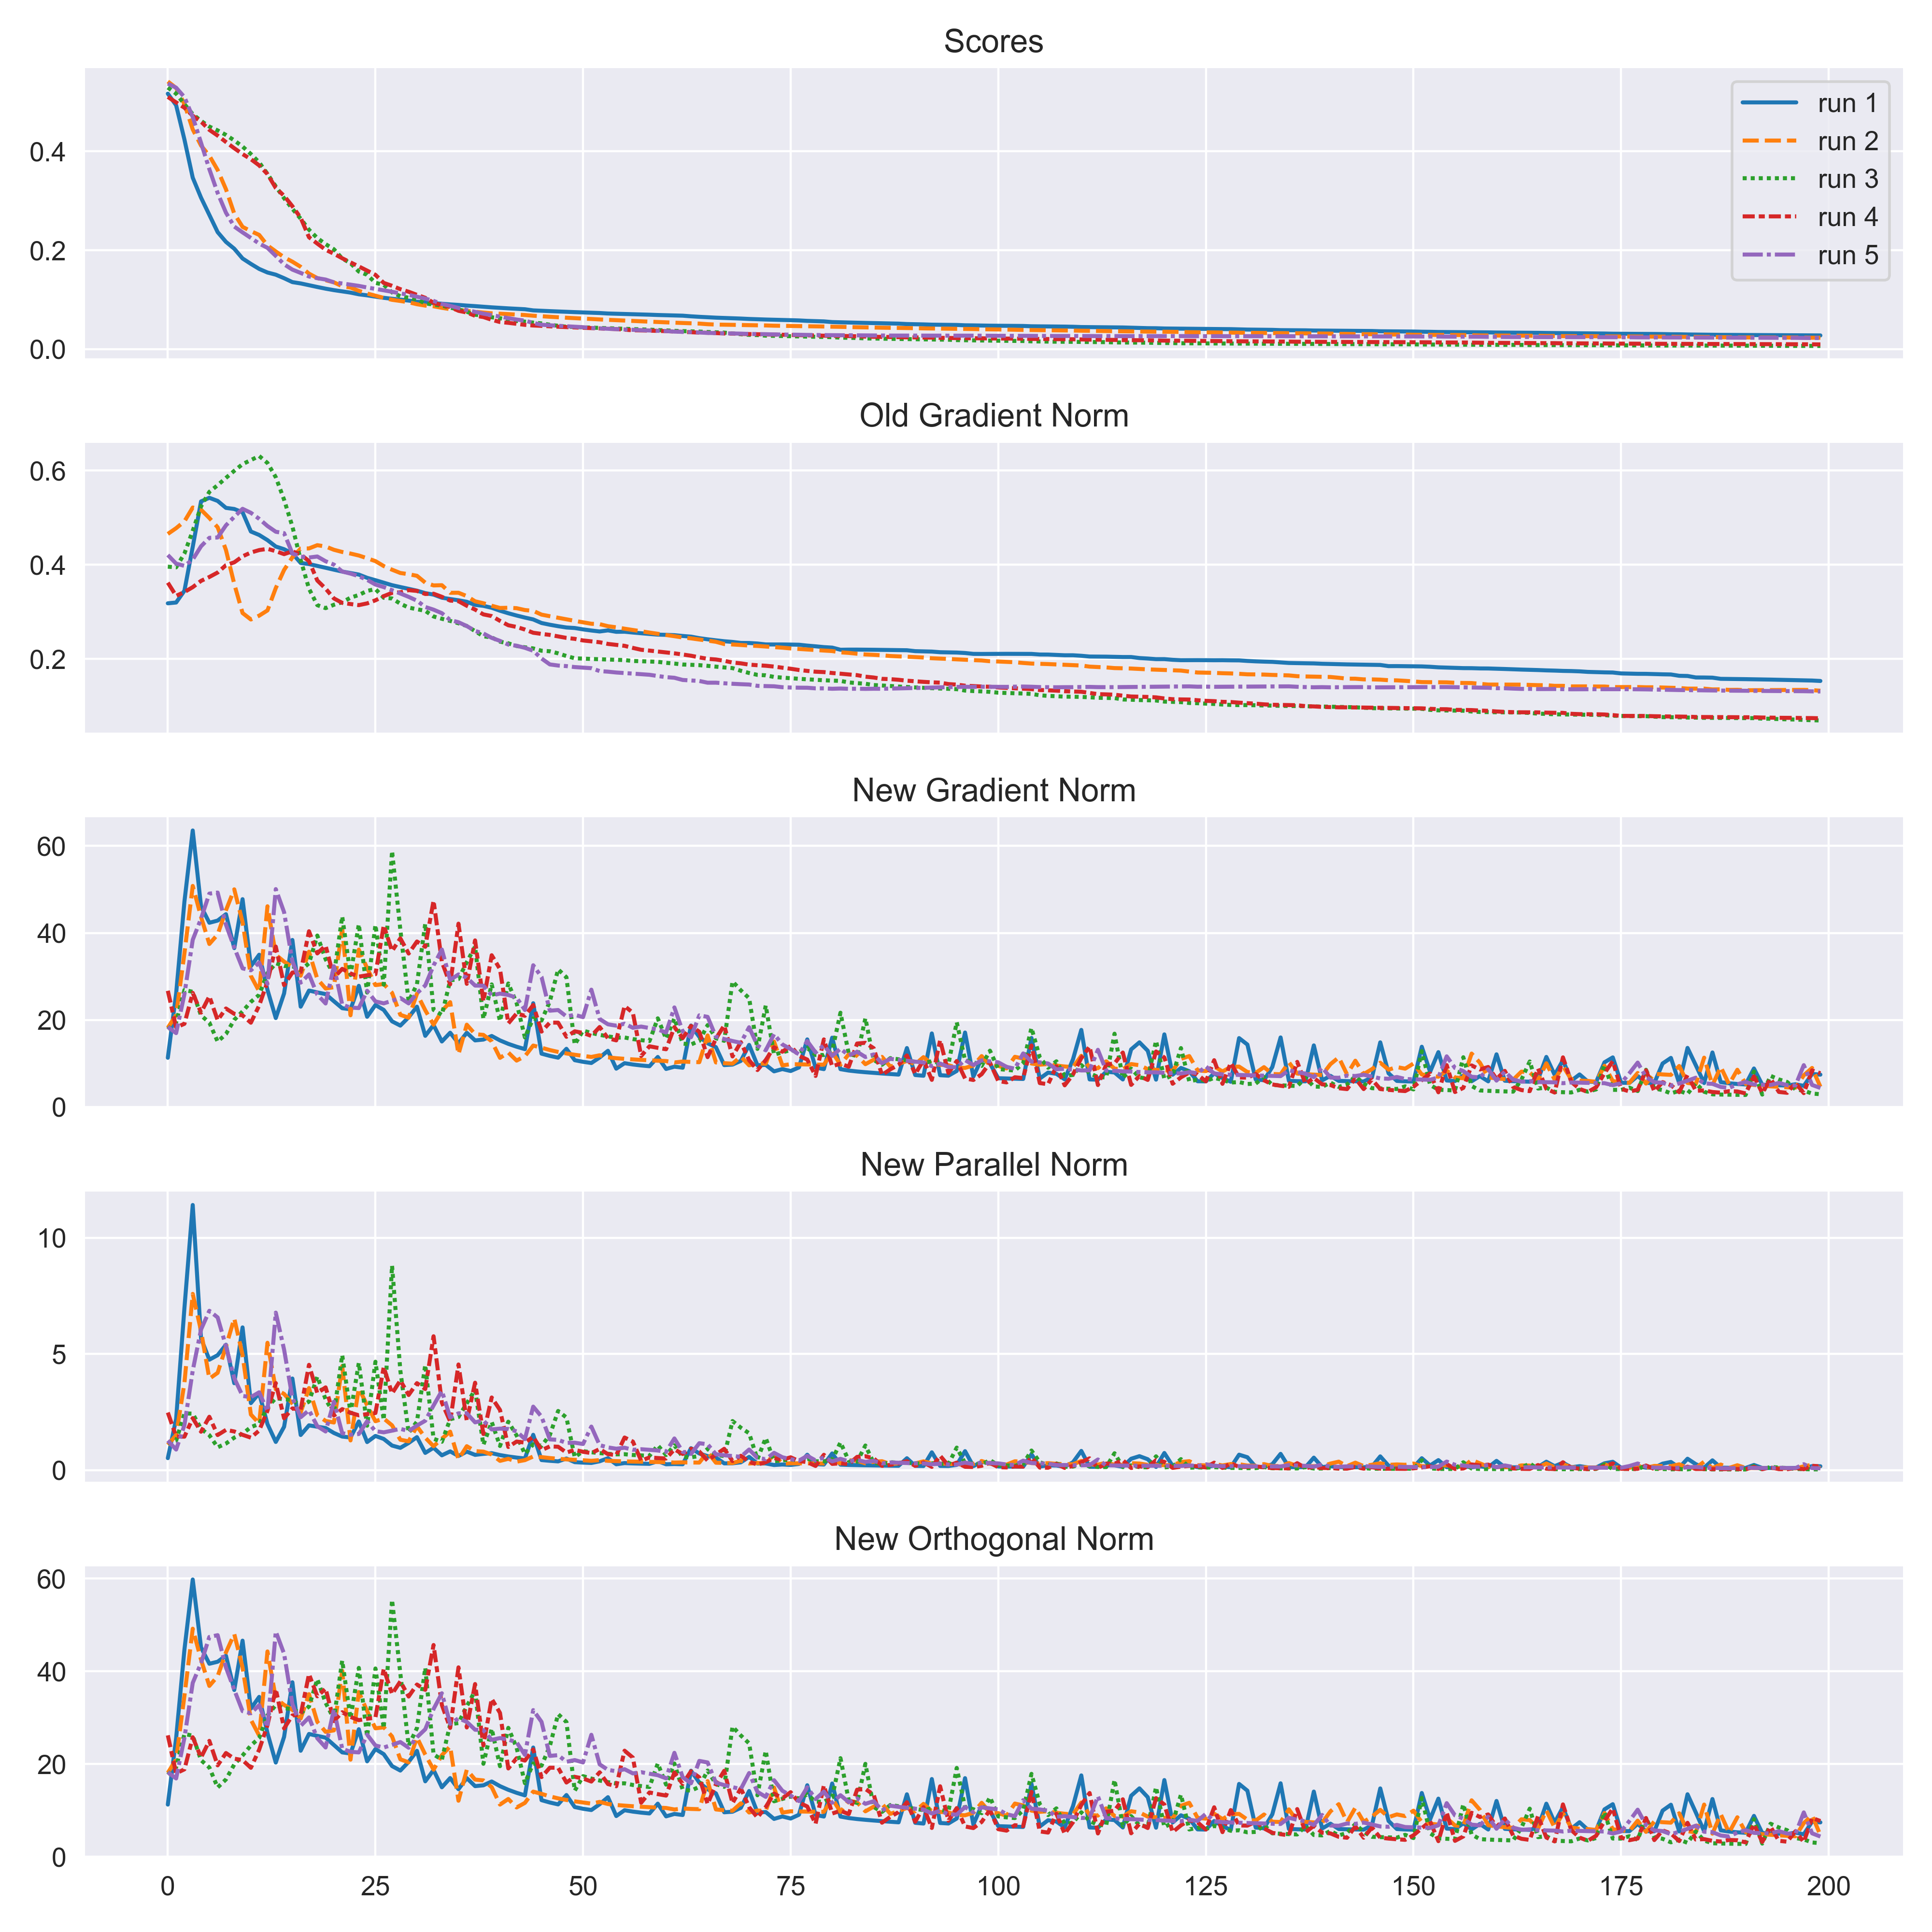 Scores
0.4
0.2
0.0
run 1
run 2
run 3
run 4
run 5
Old Gradient Norm
0.6
0.4
0.2
New Gradient Norm
60
40
20
0
New Parallel Norm
10
5
0
New Orthogonal Norm
60
40
20
0
0 25 50 75 100 125 150 175 200